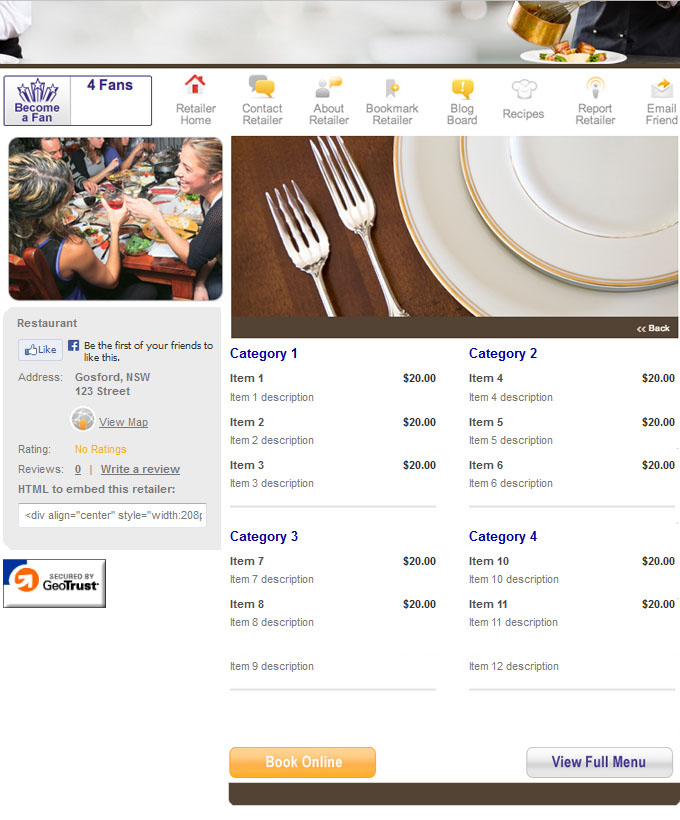 Become
a Fan
4 Fans
Retailer
Home
Contact
Retailer
About
Retailer
Bookmark
Retailer
Blog
Board
Recipes
Report
Retailer
Email
Friend
<< Back
Restaurant
Like
Be the first of your friends to
like this.
Address: Gosford, NSW
123 Street
View Map
Rating: No Ratings
Reviews: 0 | Write a review
HTML to embed this retailer:
<div align="center" style="width:208p
SECURED BY
GeoTrust
Category 1
Item 1 $20.00
Item 1 description
Item 2 $20.00
Item 2 description
Item 3 $20.00
Item 3 description
Category 2
Item 4 $20.00
Item 4 description
Item 5 $20.00
Item 5 description
Item 6 $20.00
Item 6 description
Category 3
Item 7 $20.00
Item 7 description
Item 8 $20.00
Item 8 description
Item 9 description
Category 4
Item 10 $20.00
Item 10 description
Item 11 $20.00
Item 11 description
Item 12 description
Book Online
View Full Menu